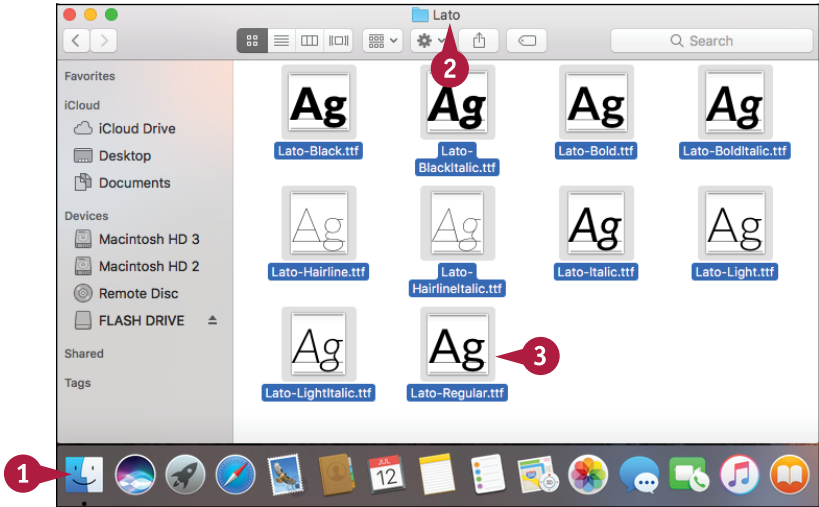 Lato
2
Search
Favorites
iCloud
iCloud Drive
Desktop
Documents
Devices
Macintosh HD 3
Macintosh HD 2
Remote Disc
FLASH DRIVE
Shared
Tags
Ag
Ag
Ag
Ag
Lato-Black.ttf
Lato-
BlackItalic.ttf
Lato-Bold.ttf
Lato-BoldItalic.ttf
Ag
Ag
Ag
Ag
Lato-Hairline.ttf
Lato-
HairlineItalic.ttf
Lato-Italic.ttf
Lato-Light.ttf
Ag
Ag
3
Lato-LightItalic.ttf
Lato-Regular.ttf
1
JUL
12
3D